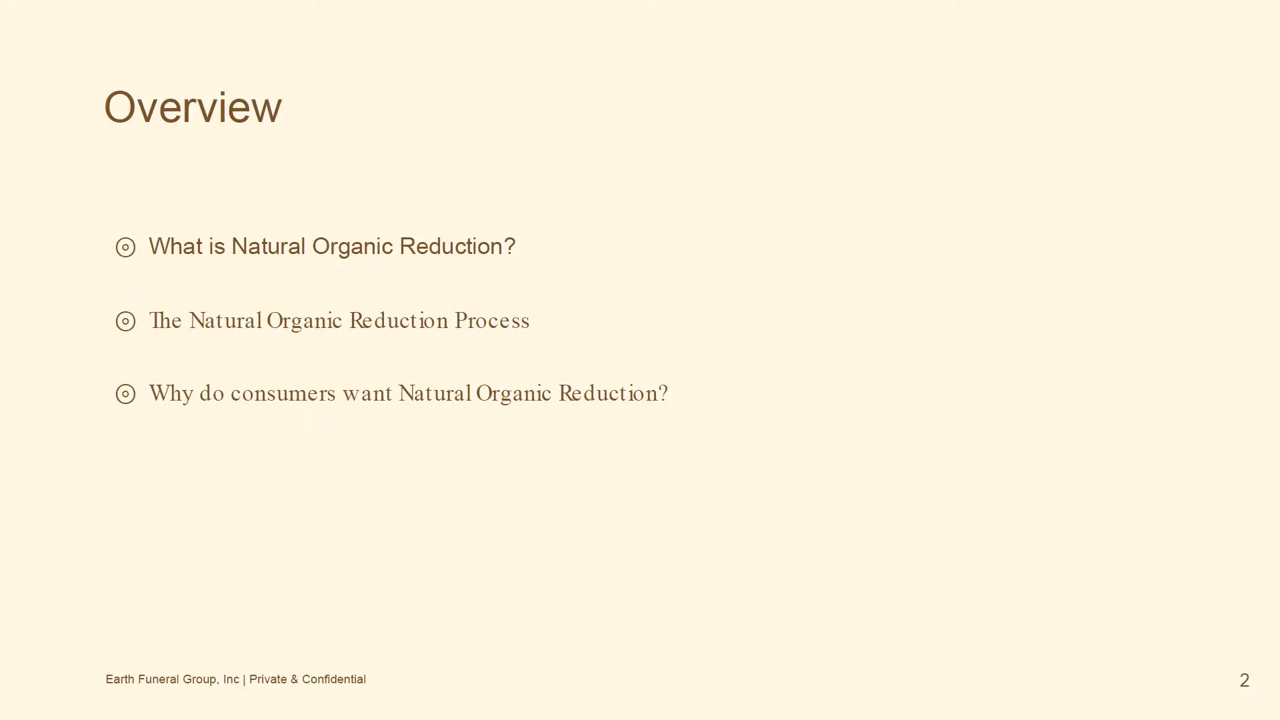 Overview
What is Natural Organic Reduction?
The Natural Organic Reduction Process
Why do consumers want Natural Organic Reduction?
Earth Funeral Group, Inc | Private & Confidential
2